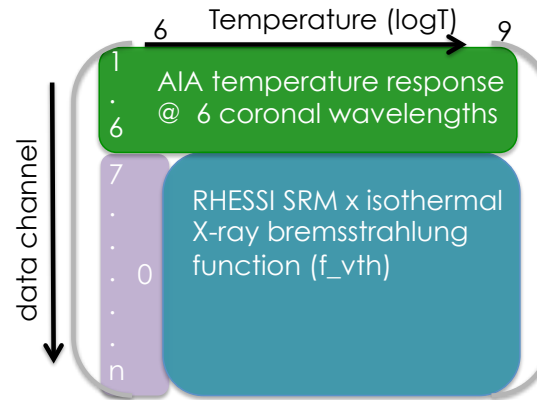 Temperature (logT)
6
9
1
.
.
6
AIA temperature response
@ 6 coronal wavelengths
data channel
7
.
.
.
.
n
0
RHESSI SRM x isothermal
X-ray bremsstrahlung
function (f_vth)